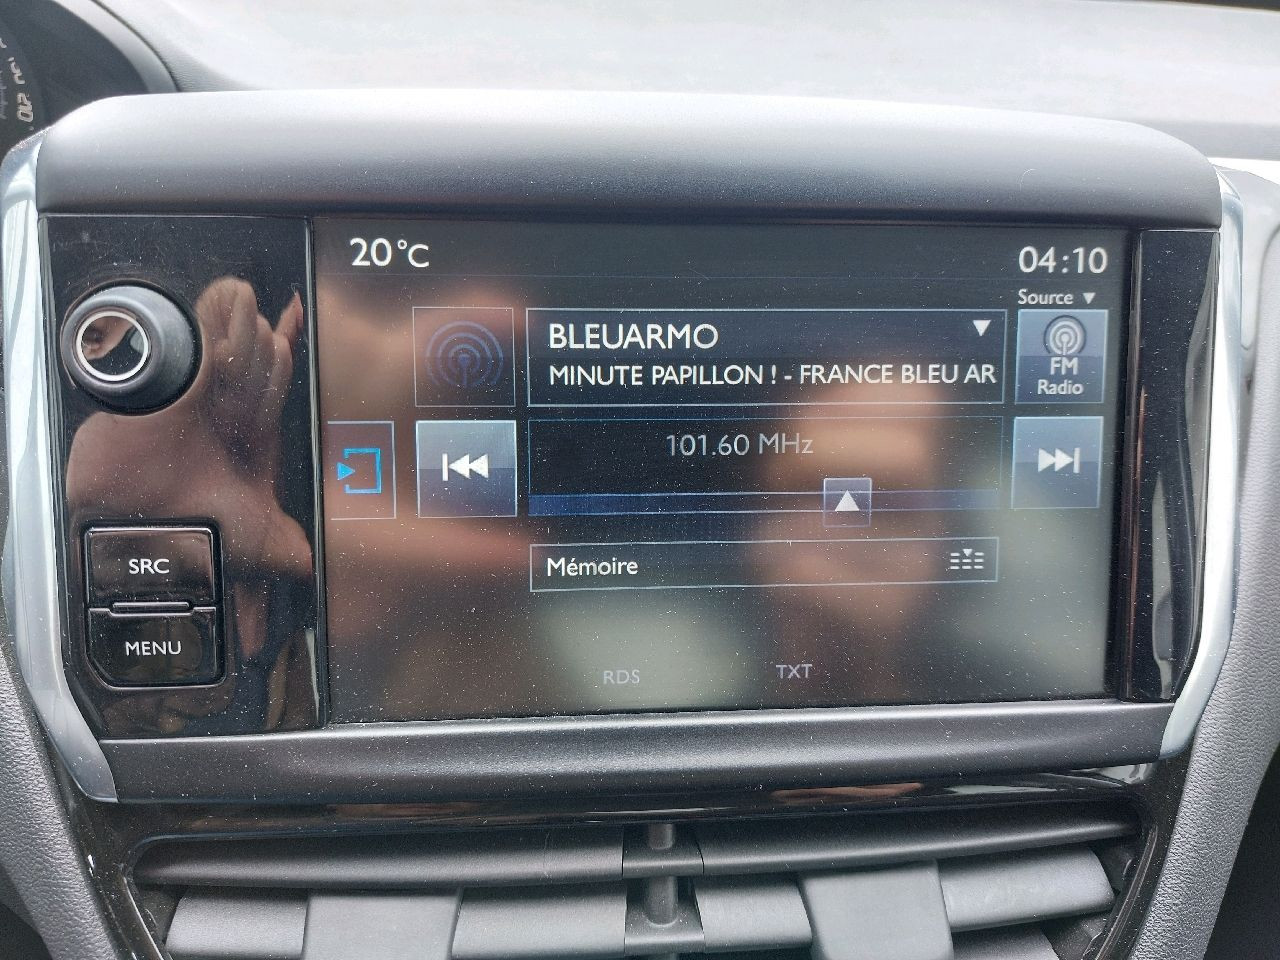 20°C
04:10
Source
BLEUARMO
MINUTE PAPILLON ! - FRANCE BLEU AR
FM
Radio
101.60 MHz
SRC
Mémoire
MENU
RDS
TXT